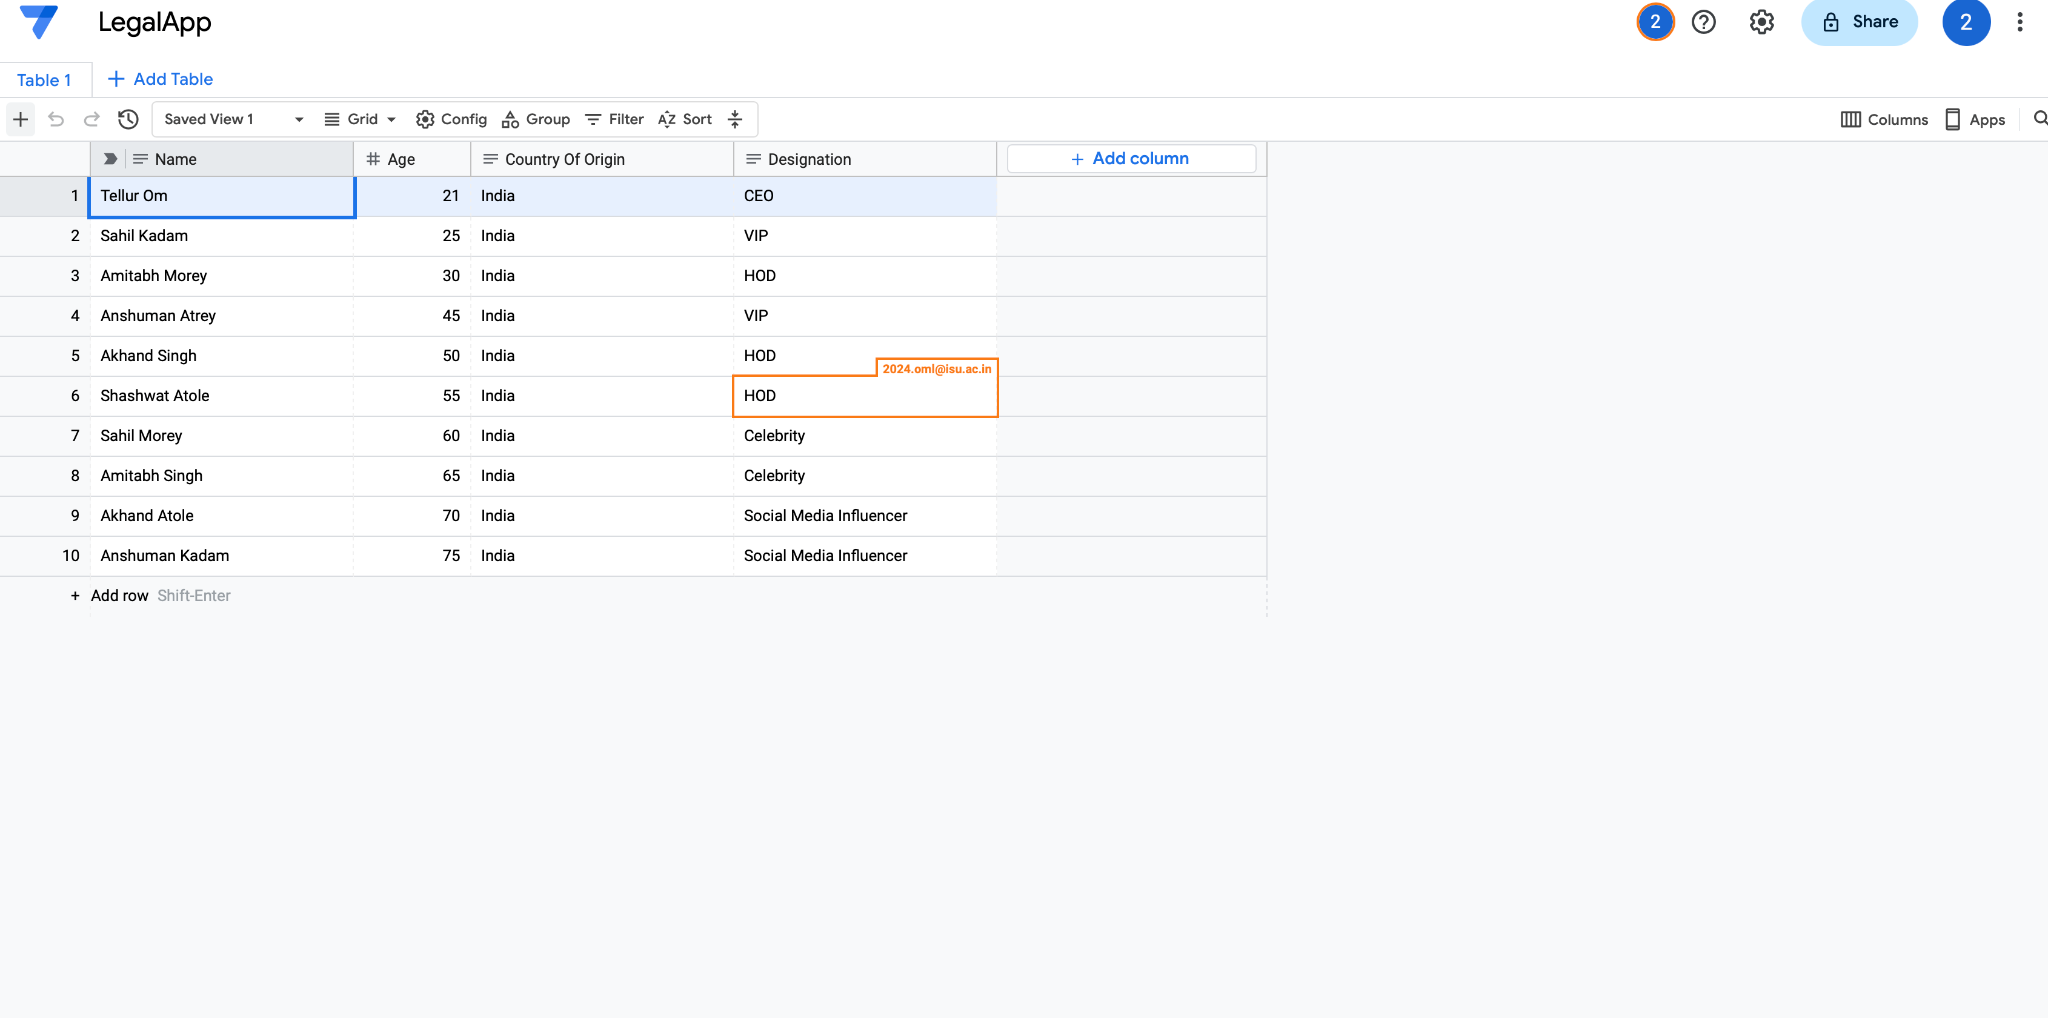 LegalApp
2
Share
2
Table 1
Add Table
Saved View 1
Grid
Config
Group
Filter
AZ
Sort
Columns
Apps
Name
# Age
Country Of Origin
Designation
+ Add column
1 Tellur Om 21 India CEO
2 Sahil Kadam 25 India VIP
3 Amitabh Morey 30 India HOD
4 Anshuman Atrey 45 India VIP
5 Akhand Singh 50 India HOD
2024.oml@isu.ac.in
6 Shashwat Atole 55 India HOD
7 Sahil Morey 60 India Celebrity
8 Amitabh Singh 65 India Celebrity
9 Akhand Atole 70 India Social Media Influencer
10 Anshuman Kadam 75 India Social Media Influencer
+ Add row Shift-Enter